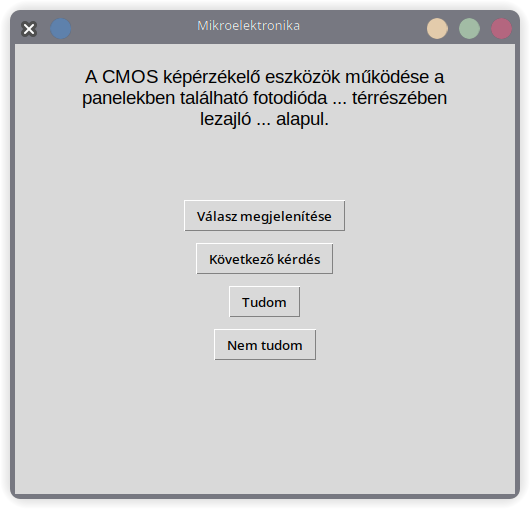 Mikroelektronika
A CMOS képérzékelő eszközök működése a
panelekben található fotodióda ... térrészében
lezajló ... alapul.
Válasz megjelenítése
Következő kérdés
Tudom
Nem tudom